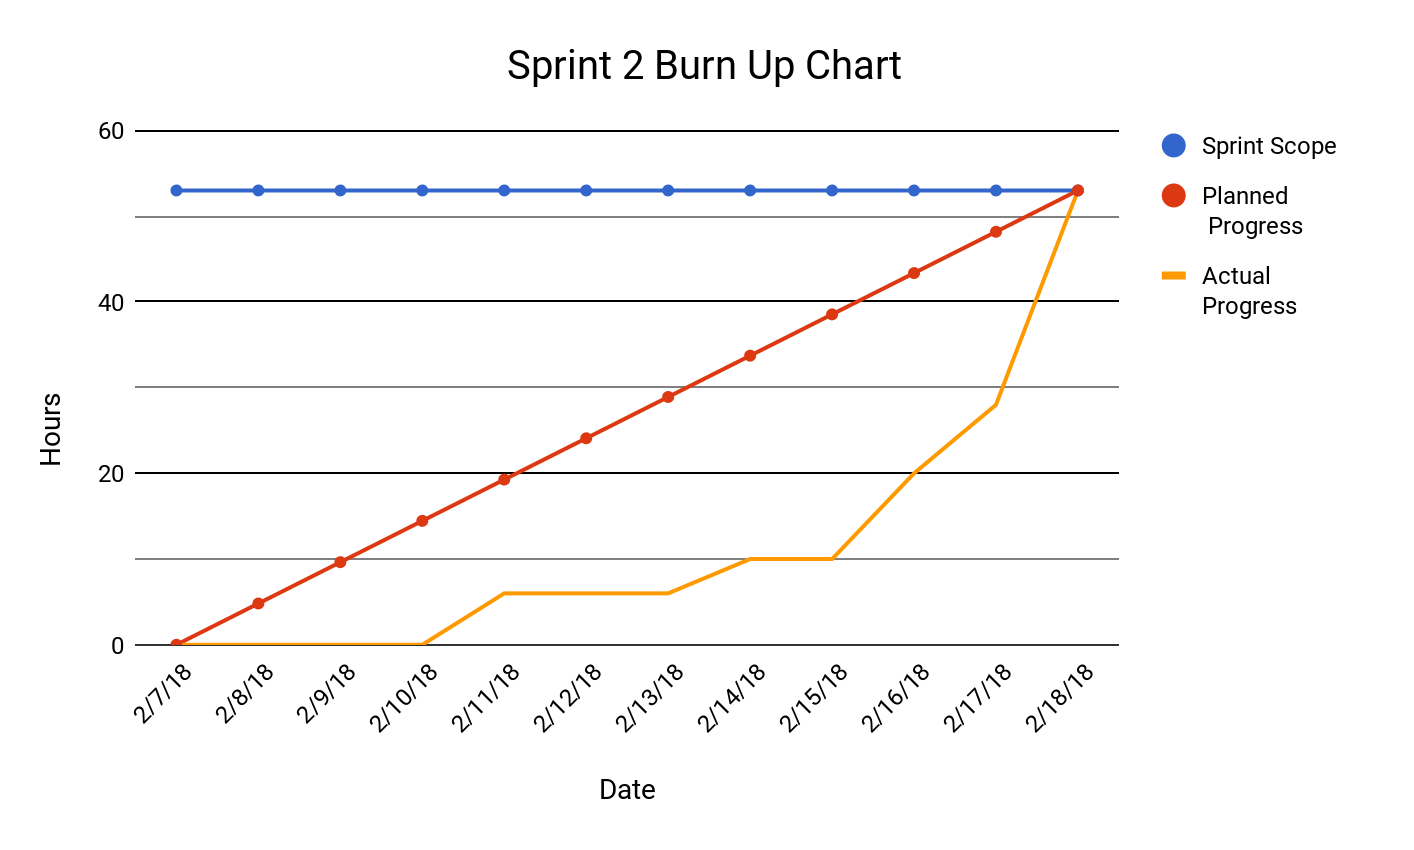 Sprint 2 Burn Up Chart
60
40
20
0
Hours
2/7/18
2/8/18
2/9/18
2/10/18
2/11/18
2/12/18
2/13/18
2/14/18
2/15/18
2/16/18
2/17/18
2/18/18
Date
Sprint Scope
Planned
Progress
Actual
Progress